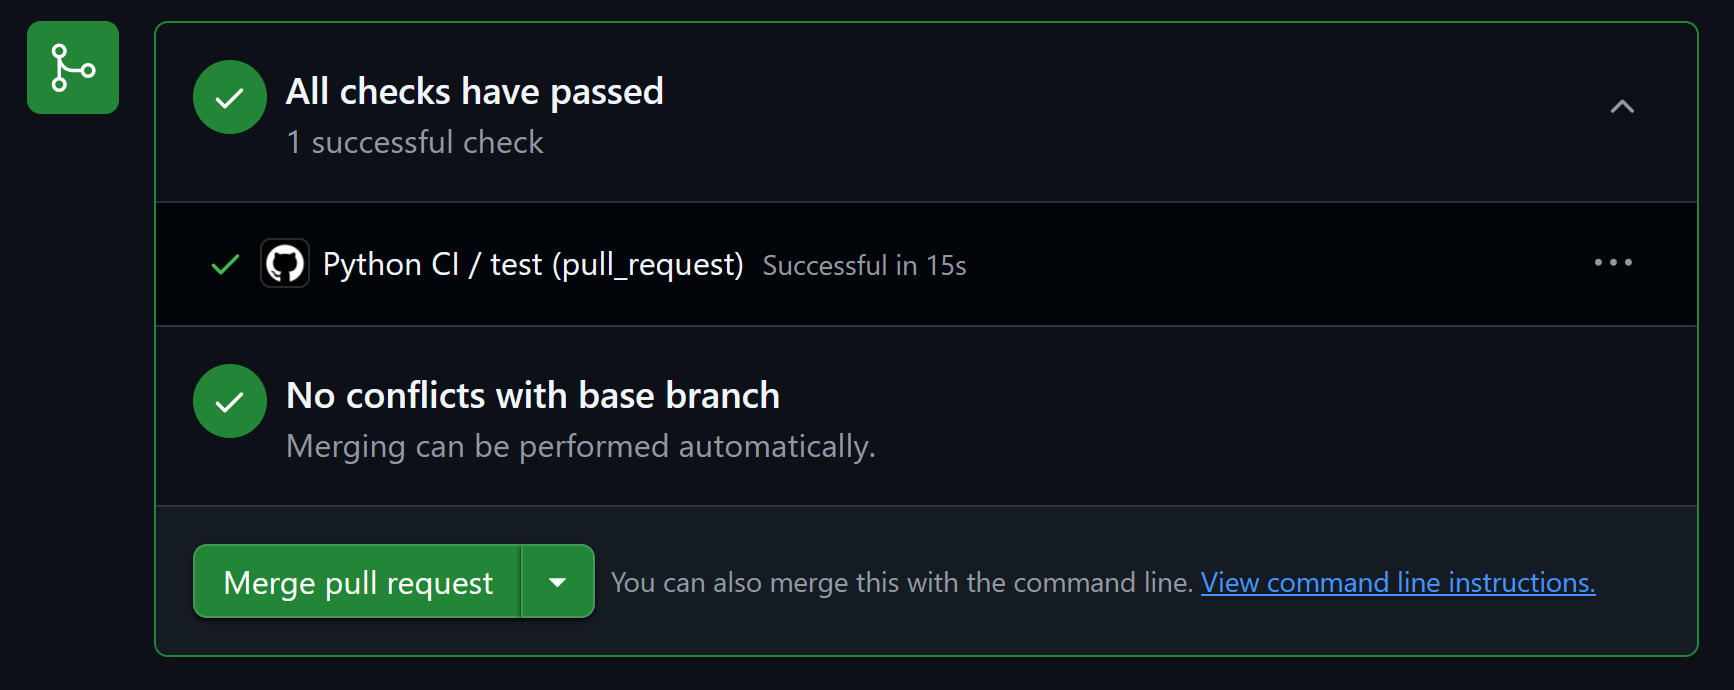 All checks have passed
1 successful check
Python CI / test (pull_request) Successful in 15s
No conflicts with base branch
Merging can be performed automatically.
Merge pull request You can also merge this with the command line. View command line instructions.